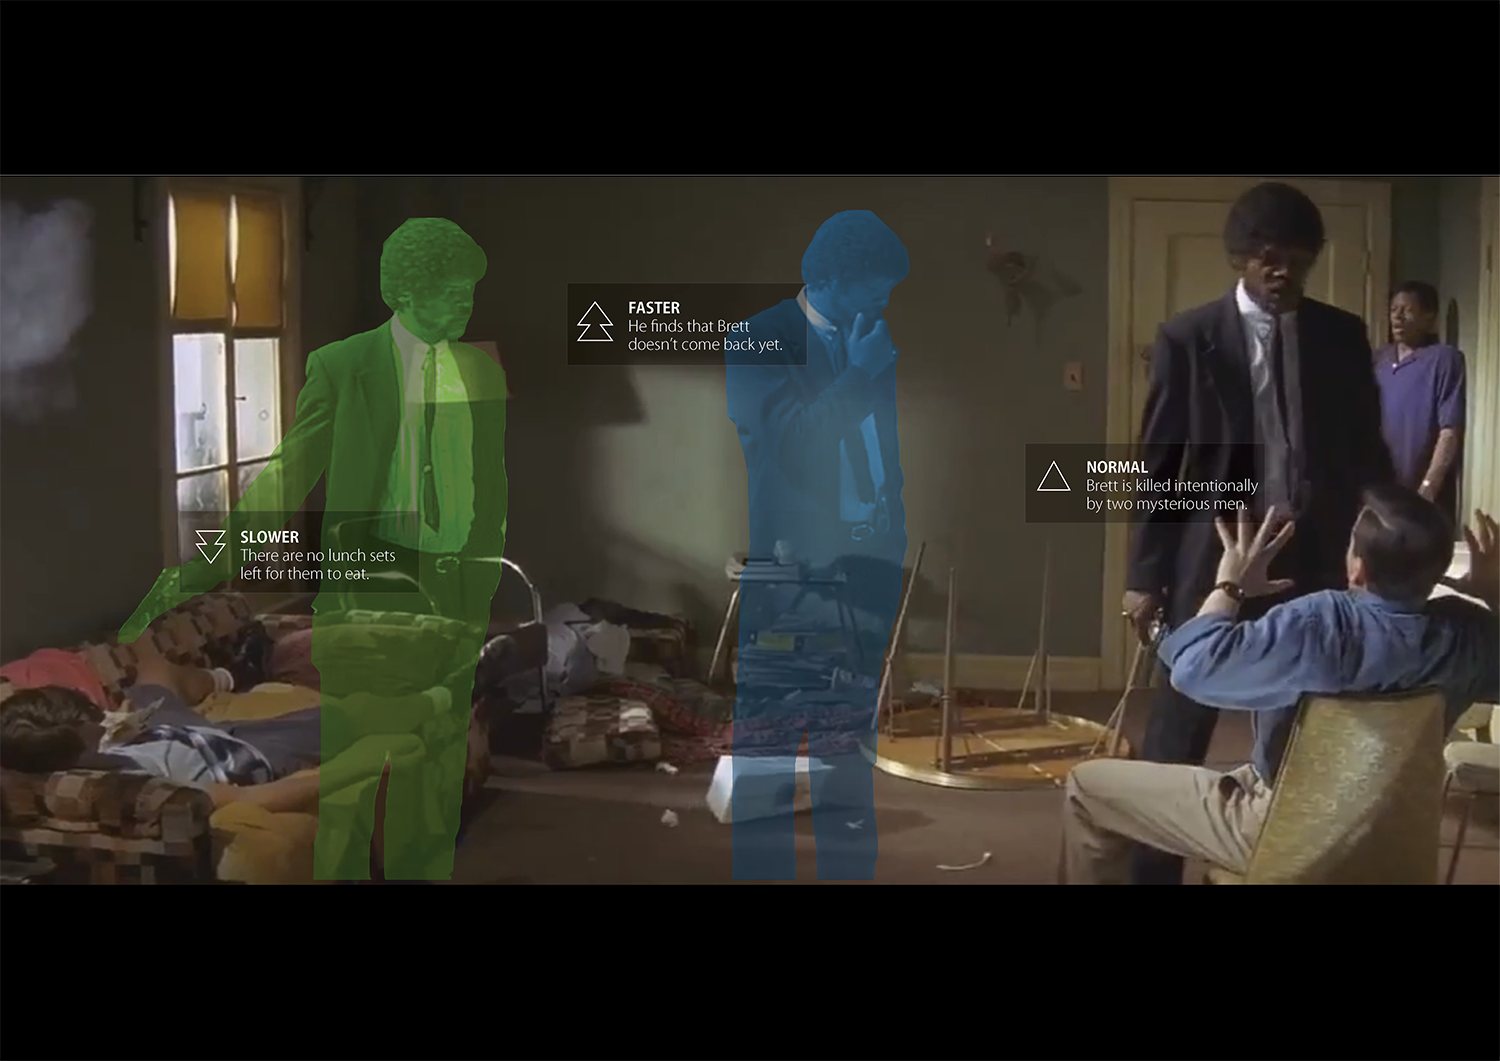 SLOWER
There are no lunch sets
left for them to eat.
FASTER
He finds that Brett
doesn't come back yet.
NORMAL
Brett is killed intentionally
by two mysterious men.